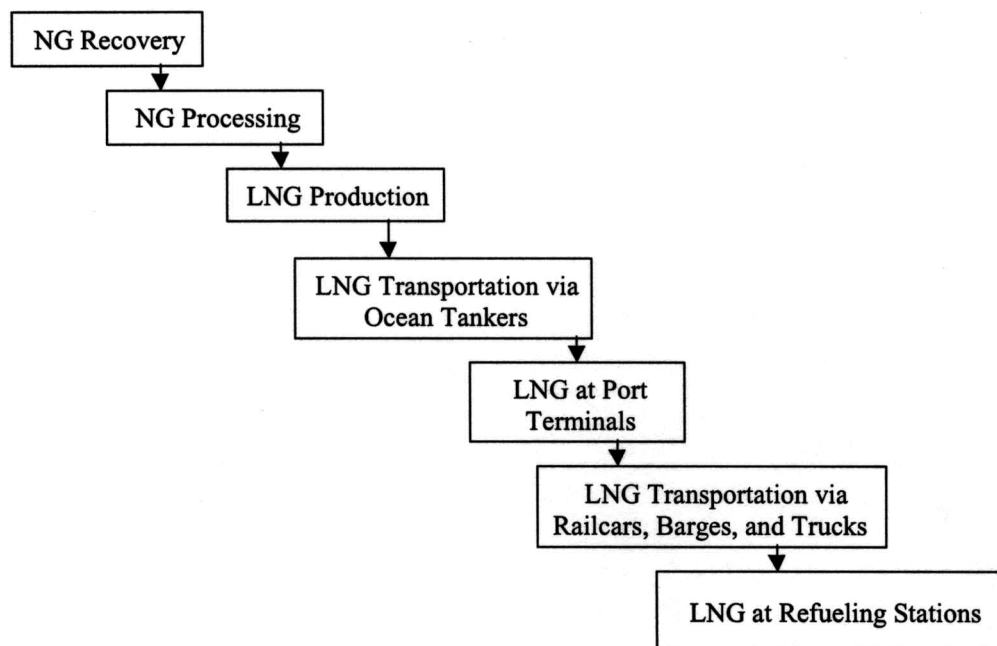 NG Recovery
NG Processing
LNG Production
LNG Transportation via
Ocean Tankers
LNG at Port
Terminals
LNG Transportation via
Railcars, Barges, and Trucks
LNG at Refueling Stations